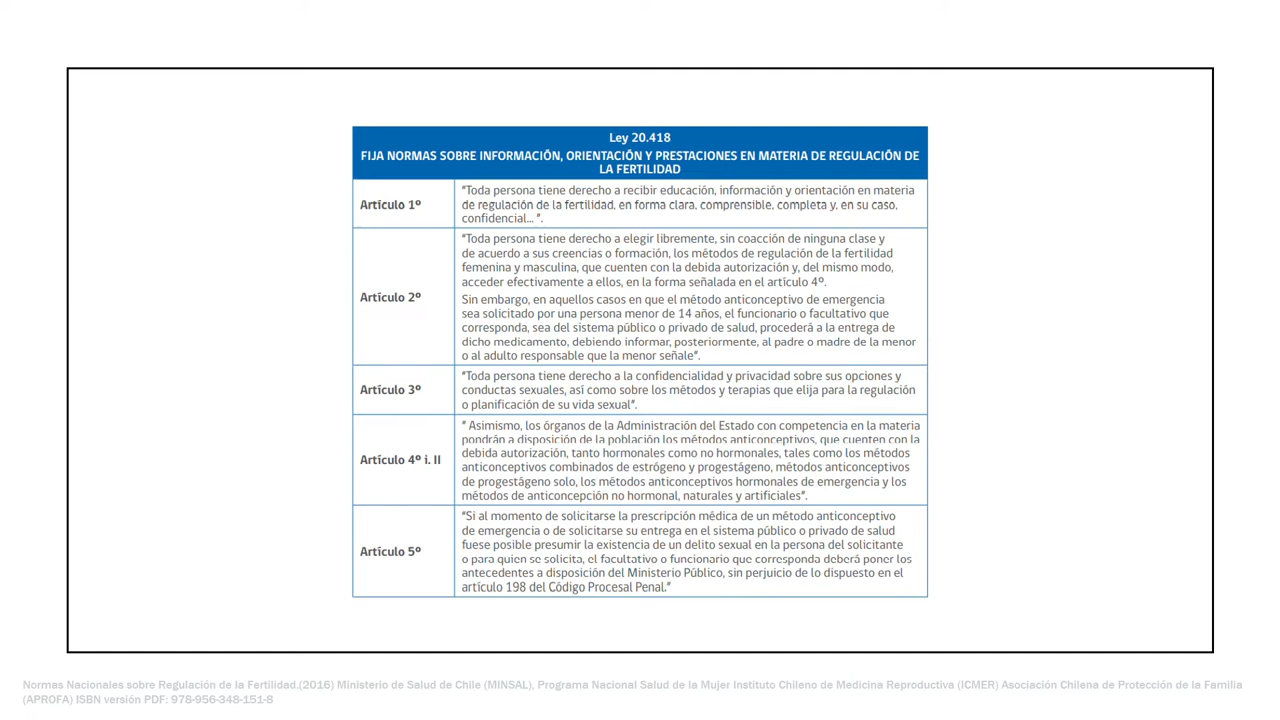 Ley 20.418
FIJA NORMAS SOBRE INFORMACIÓN, ORIENTACIÓN Y PRESTACIONES EN MATERIA DE REGULACIÓN DE
LA FERTILIDAD
Artículo 1º
"Toda persona tiene derecho a recibir educación, información y orientación en materia
de regulación de la fertilidad, en forma clara, comprensible, completa y, en su caso,
confidencial... ".
Artículo 2º
"Toda persona tiene derecho a elegir libremente, sin coacción de ninguna clase y
de acuerdo a sus creencias o formación, los métodos de regulación de la fertilidad
femenina y masculina, que cuenten con la debida autorización y, del mismo modo,
acceder efectivamente a ellos, en la forma señalada en el artículo 4º.
Sin embargo, en aquellos casos en que el método anticonceptivo de emergencia
sea solicitado por una persona menor de 14 años, el funcionario o facultativo que
corresponda, sea del sistema público o privado de salud, procederá a la entrega de
dicho medicamento, debiendo informar, posteriormente, al padre o madre de la menor
o al adulto responsable que la menor señale".
Artículo 3º
"Toda persona tiene derecho a la confidencialidad y privacidad sobre sus opciones y
conductas sexuales, así como sobre los métodos y terapias que elija para la regulación
o planificación de su vida sexual".
Artículo 4º i. II
" Asimismo, los órganos de la Administración del Estado con competencia en la materia
pondrán a disposición de la población los métodos anticonceptivos, que cuenten con la
debida autorización, tanto hormonales como no hormonales, tales como los métodos
anticonceptivos combinados de estrógeno y progestágeno, métodos anticonceptivos
de progestágeno solo, los métodos anticonceptivos hormonales de emergencia y los
métodos de anticoncepción no hormonal, naturales y artificiales".
Artículo 5º
"Si al momento de solicitarse la prescripción médica de un método anticonceptivo
de emergencia o de solicitarse su entrega en el sistema público o privado de salud
fuese posible presumir la existencia de un delito sexual en la persona del solicitante
o para quien se solicita, el facultativo o funcionario que corresponda deberá poner los
antecedentes a disposición del Ministerio Público, sin perjuicio de lo dispuesto en el
artículo 198 del Código Procesal Penal."
Normas Nacionales sobre Regulación de la Fertilidad.(2016) Ministerio de Salud de Chile (MINSAL), Programa Nacional Salud de la Mujer Instituto Chileno de Medicina Reproductiva (ICMER) Asociación Chilena de Protección de la Familia
(APROFA) ISBN versión PDF: 978-956-348-151-8